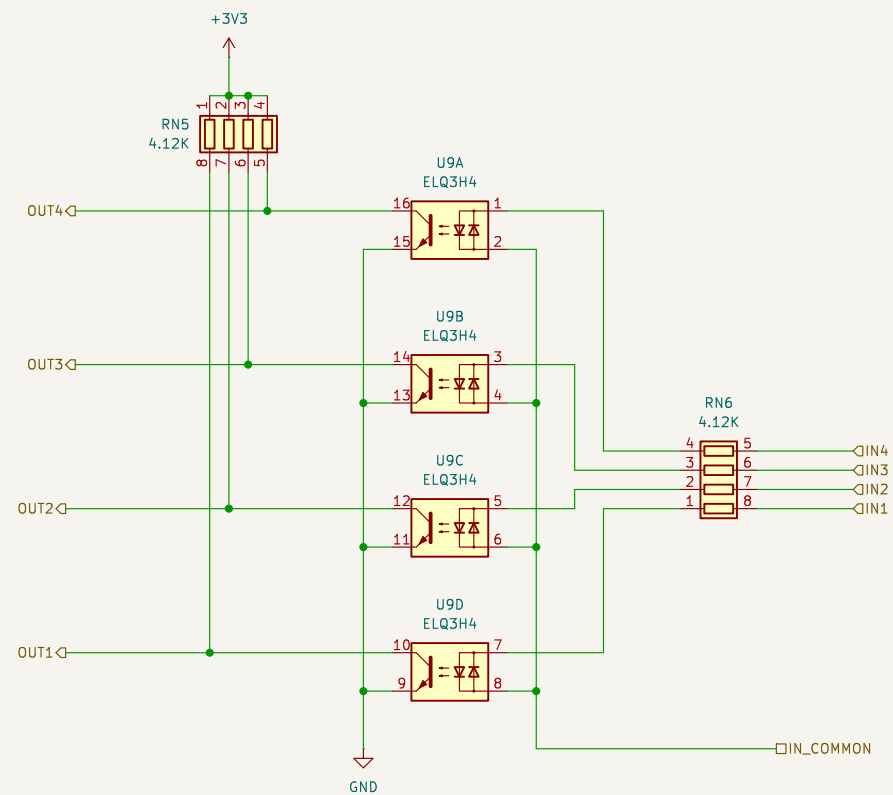 +3V3
1 2 3 4
RN5
4.12K
8 7 6 5
U9A
ELQ3H4
OUT4 16 1
15 2
U9B
ELQ3H4
OUT3 14 3
13 4
RN6
4.12K
4 5 IN4
3 6 IN3
2 7 IN2
1 8 IN1
U9C
ELQ3H4
OUT2 12 5
11 6
U9D
ELQ3H4
OUT1 10 7
9 8
IN_COMMON
GND